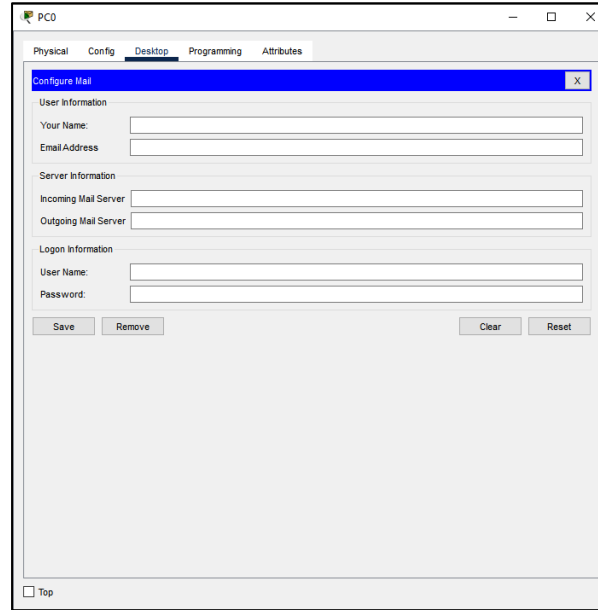 PC0
Physical Config Desktop Programming Attributes
Configure Mail X
User Information
Your Name:
Email Address
Server Information
Incoming Mail Server
Outgoing Mail Server
Logon Information
User Name:
Password:
Save Remove Clear Reset
Top